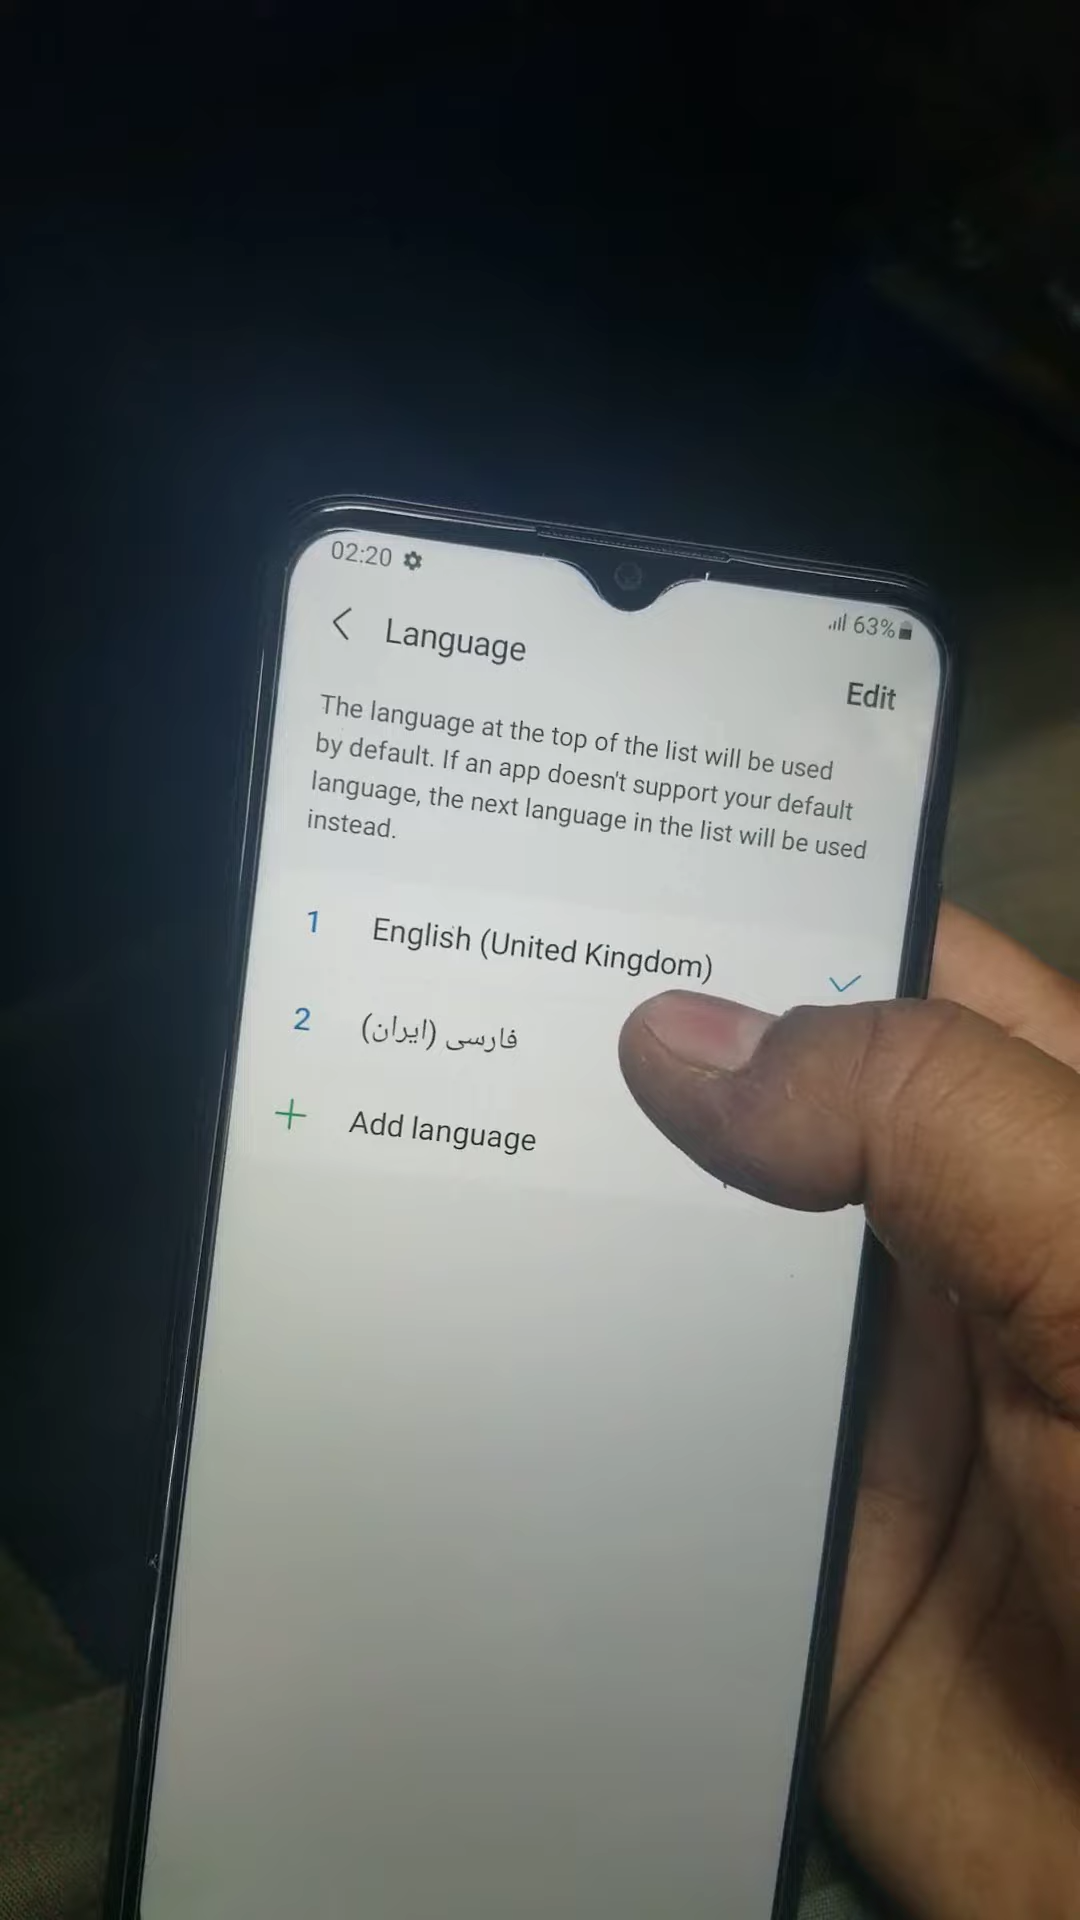 02:20
63%
Language
Edit
The language at the top of the list will be used
by default. If an app doesn't support your default
language, the next language in the list will be used
instead.
1 English (United Kingdom)
2 فارسی (ایران)
+ Add language